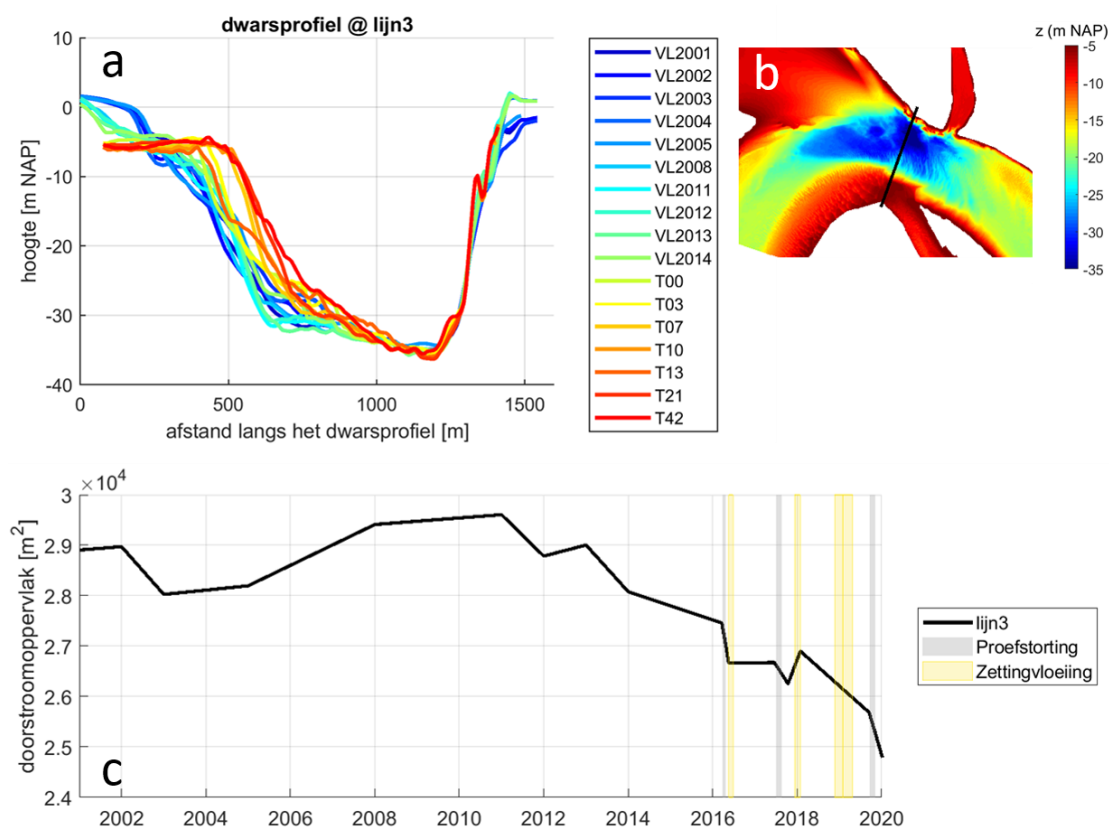 dwarsprofiel @ lijn3
a
10
0
-10
-20
-30
-40
hoogte [m NAP]
0
500
1000
1500
afstand langs het dwarsprofiel [m]
VL2001
VL2002
VL2003
VL2004
VL2005
VL2008
VL2011
VL2012
VL2013
VL2014
T00
T03
T07
T10
T13
T21
T42
b
z (m NAP)
-5
-10
-15
-20
-25
-30
-35
×10⁴
3
2.9
2.8
2.7
2.6
2.5
2.4
doorstroomoppervlak [m²]
c
2002
2004
2006
2008
2010
2012
2014
2016
2018
2020
lijn3
Proefstorting
Zettingvloeiing